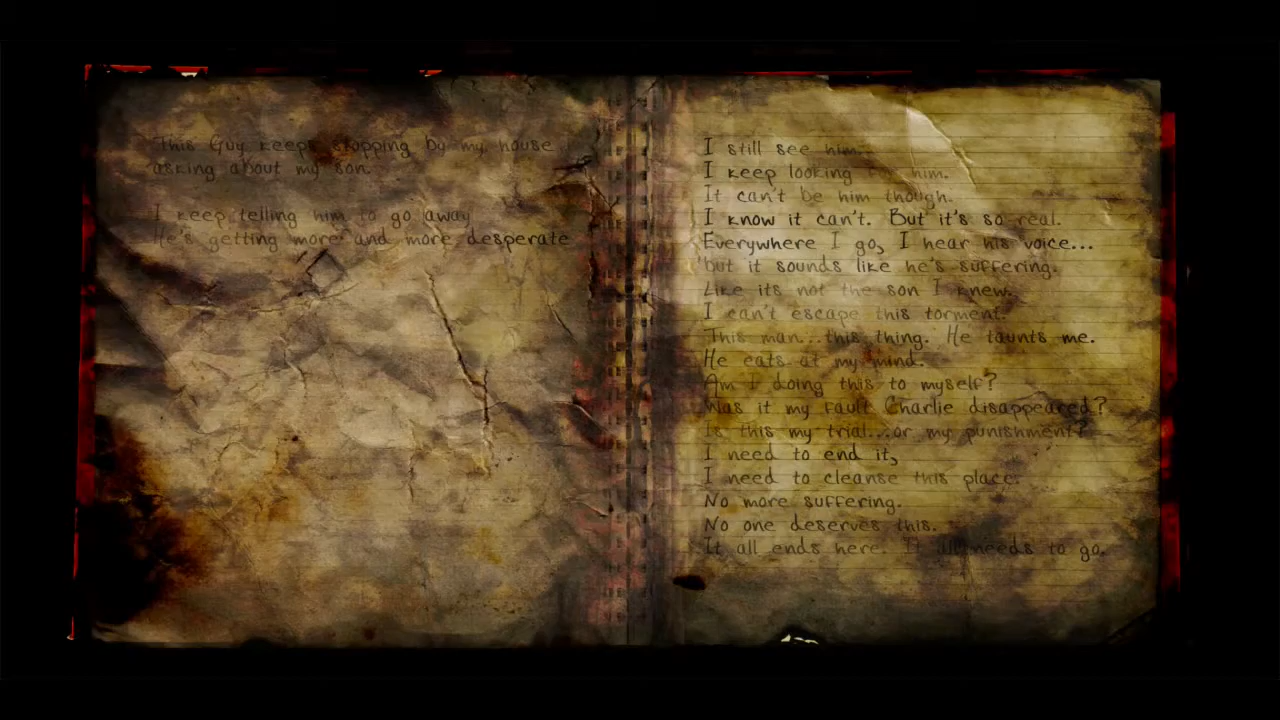 This Guy keeps stopping by my house
asking about my son.
I keep telling him to go away
He's getting more and more desperate
I still see him..
I keep looking for him.
It can't be him though.
I know it can't. But it's so real.
Everywhere I go, I hear his voice...
but it sounds like he's suffering.
Like its not the son I knew.
I can't escape this torment.
This man...this thing. He taunts me.
He eats at my mind.
Am I doing this to myself?
Was it my fault Charlie disappeared?
Is this my trial...or my punishment?
I need to end it,
I need to cleanse this place.
No more suffering.
No one deserves this.
It all ends here. It all needs to go.